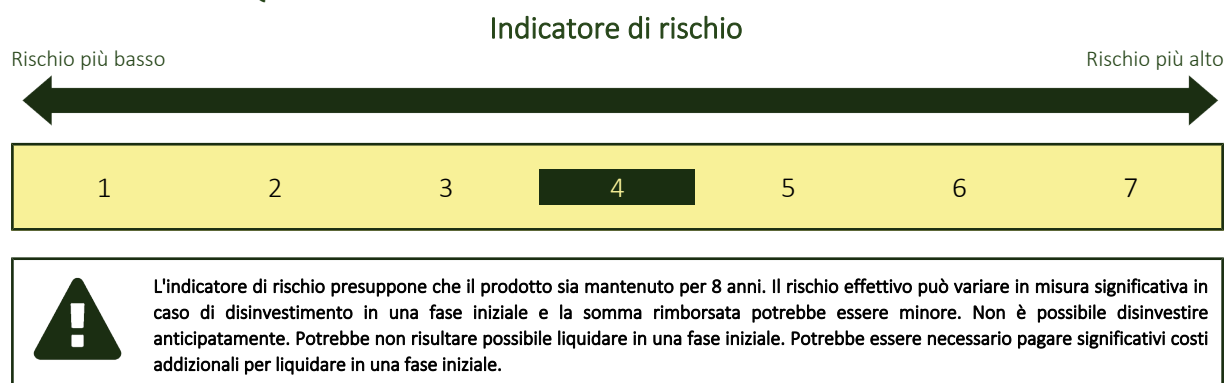 Indicatore di rischio
Rischio più basso
Rischio più alto
1 2 3 4 5 6 7
L'indicatore di rischio presuppone che il prodotto sia mantenuto per 8 anni. Il rischio effettivo può variare in misura significativa in
caso di disinvestimento in una fase iniziale e la somma rimborsata potrebbe essere minore. Non è possibile disinvestire
anticipatamente. Potrebbe non risultare possibile liquidare in una fase iniziale. Potrebbe essere necessario pagare significativi costi
addizionali per liquidare in una fase iniziale.